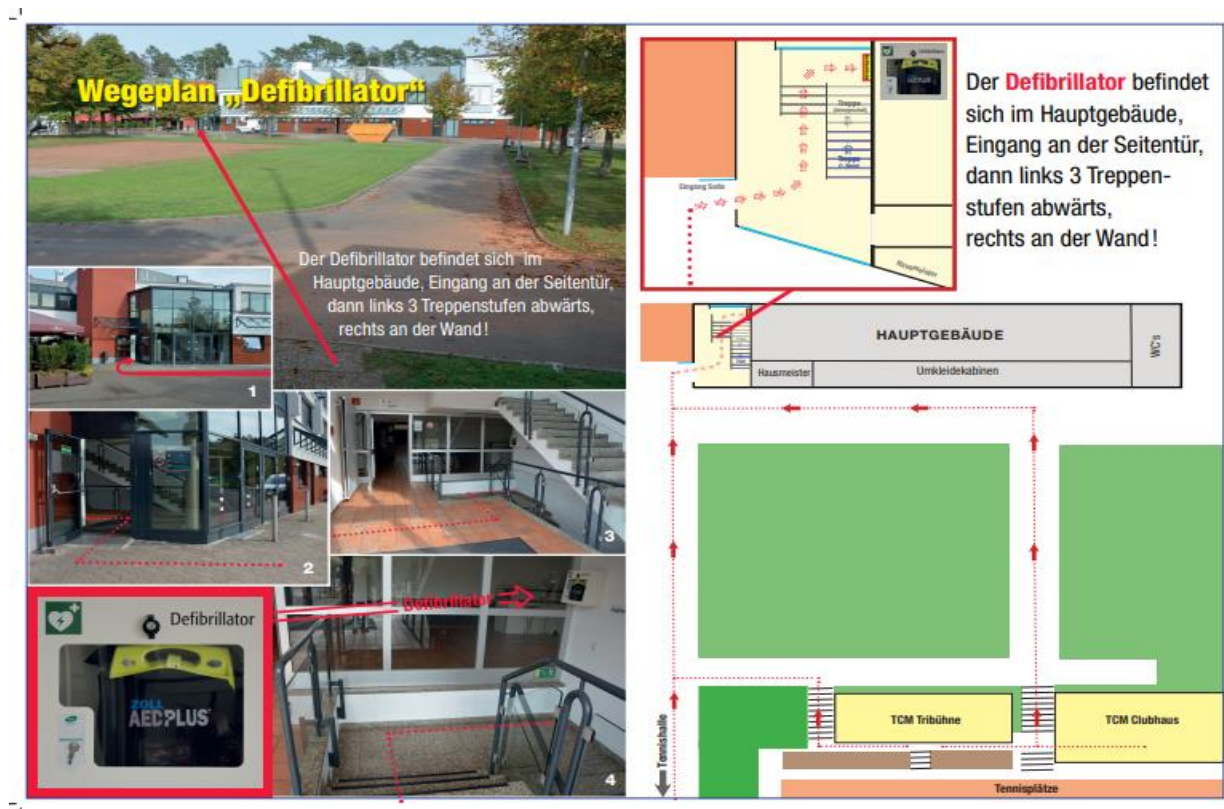 Wegeplan „Defibrillator“
Der Defibrillator befindet sich im
Hauptgebäude, Eingang an der Seitentür,
dann links 3 Treppenstufen abwärts,
rechts an der Wand!
1
2
3
Defibrillator
4
Defibrillator
ZOLL
AED PLUS
Treppe
Treppe
Eingang Seite
Defibrillator
Der Defibrillator befindet
sich im Hauptgebäude,
Eingang an der Seitentür,
dann links 3 Treppen-
stufen abwärts,
rechts an der Wand!
HAUPTGEBÄUDE
WC's
Hausmeister
Umkleidekabinen
TCM Tribühne
TCM Clubhaus
Tennishalle
Tennisplätze